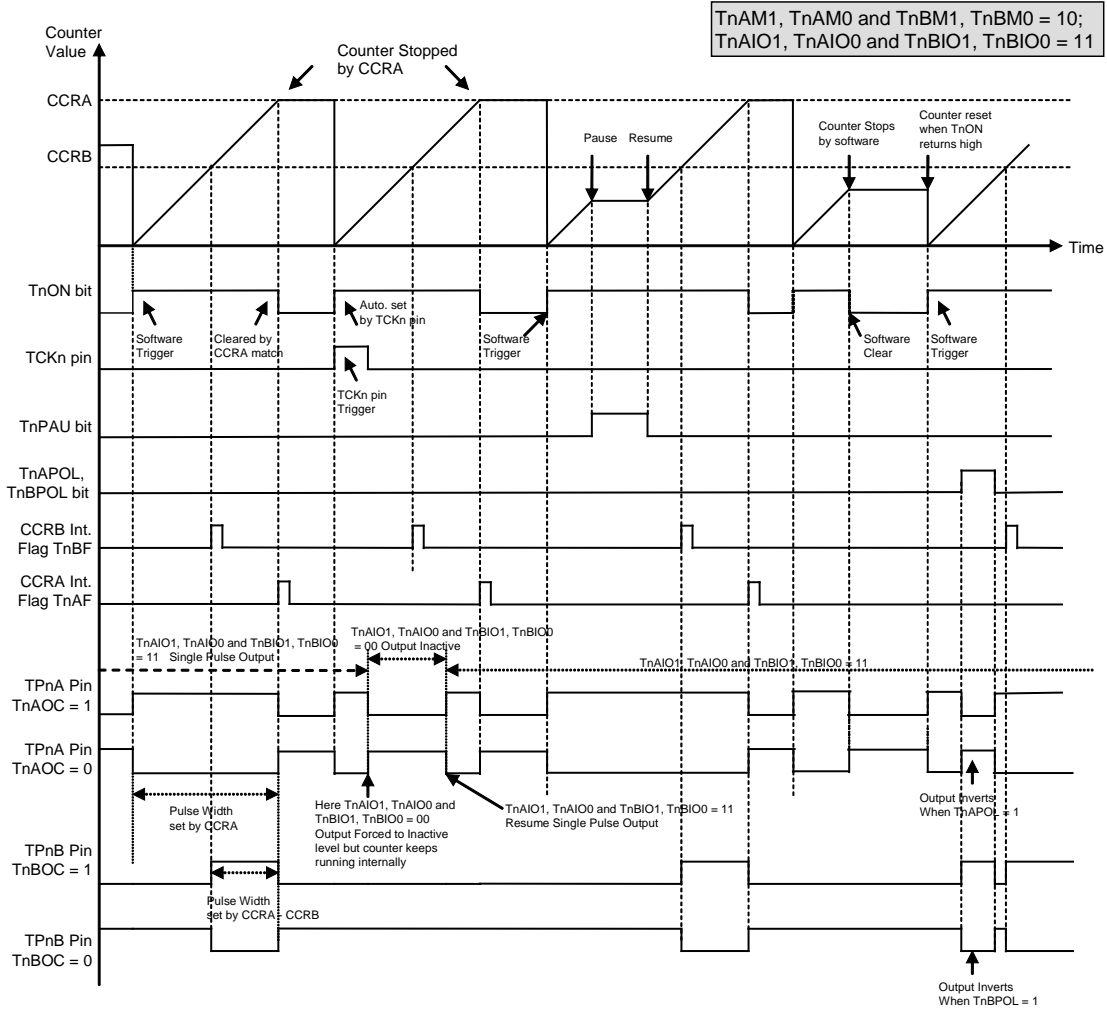 TnAM1, TnAM0 and TnBM1, TnBM0 = 10;
TnAIO1, TnAIO0 and TnBIO1, TnBIO0 = 11
Counter
Value
Counter Stopped
by CCRA
CCRA
CCRB
Pause
Resume
Counter Stops
by software
Counter reset
when TnON
returns high
Time
TnON bit
Software
Trigger
Cleared by
CCRA match
Auto. set
by TCKn pin
Software
Trigger
Software
Clear
Software
Trigger
TCKn pin
TCKn pin
Trigger
TnPAU bit
TnAPOL,
TnBPOL bit
CCRB Int.
Flag TnBF
CCRA Int.
Flag TnAF
TnAIO1, TnAIO0 and TnBIO1, TnBIO0
= 11 Single Pulse Output
TnAIO1, TnAIO0 and TnBIO1, TnBIO0
= 00 Output Inactive
TnAIO1, TnAIO0 and TnBIO1, TnBIO0 = 11
TPnA Pin
TnAOC = 1
TPnA Pin
TnAOC = 0
Pulse Width
set by CCRA
Here TnAIO1, TnAIO0 and
TnBIO1, TnBIO0 = 00
Output Forced to Inactive
level but counter keeps
running internally
TnAIO1, TnAIO0 and TnBIO1, TnBIO0 = 11
Resume Single Pulse Output
Output Inverts
When TnAPOL = 1
TPnB Pin
TnBOC = 1
Pulse Width
set by CCRA - CCRB
TPnB Pin
TnBOC = 0
Output Inverts
When TnBPOL = 1